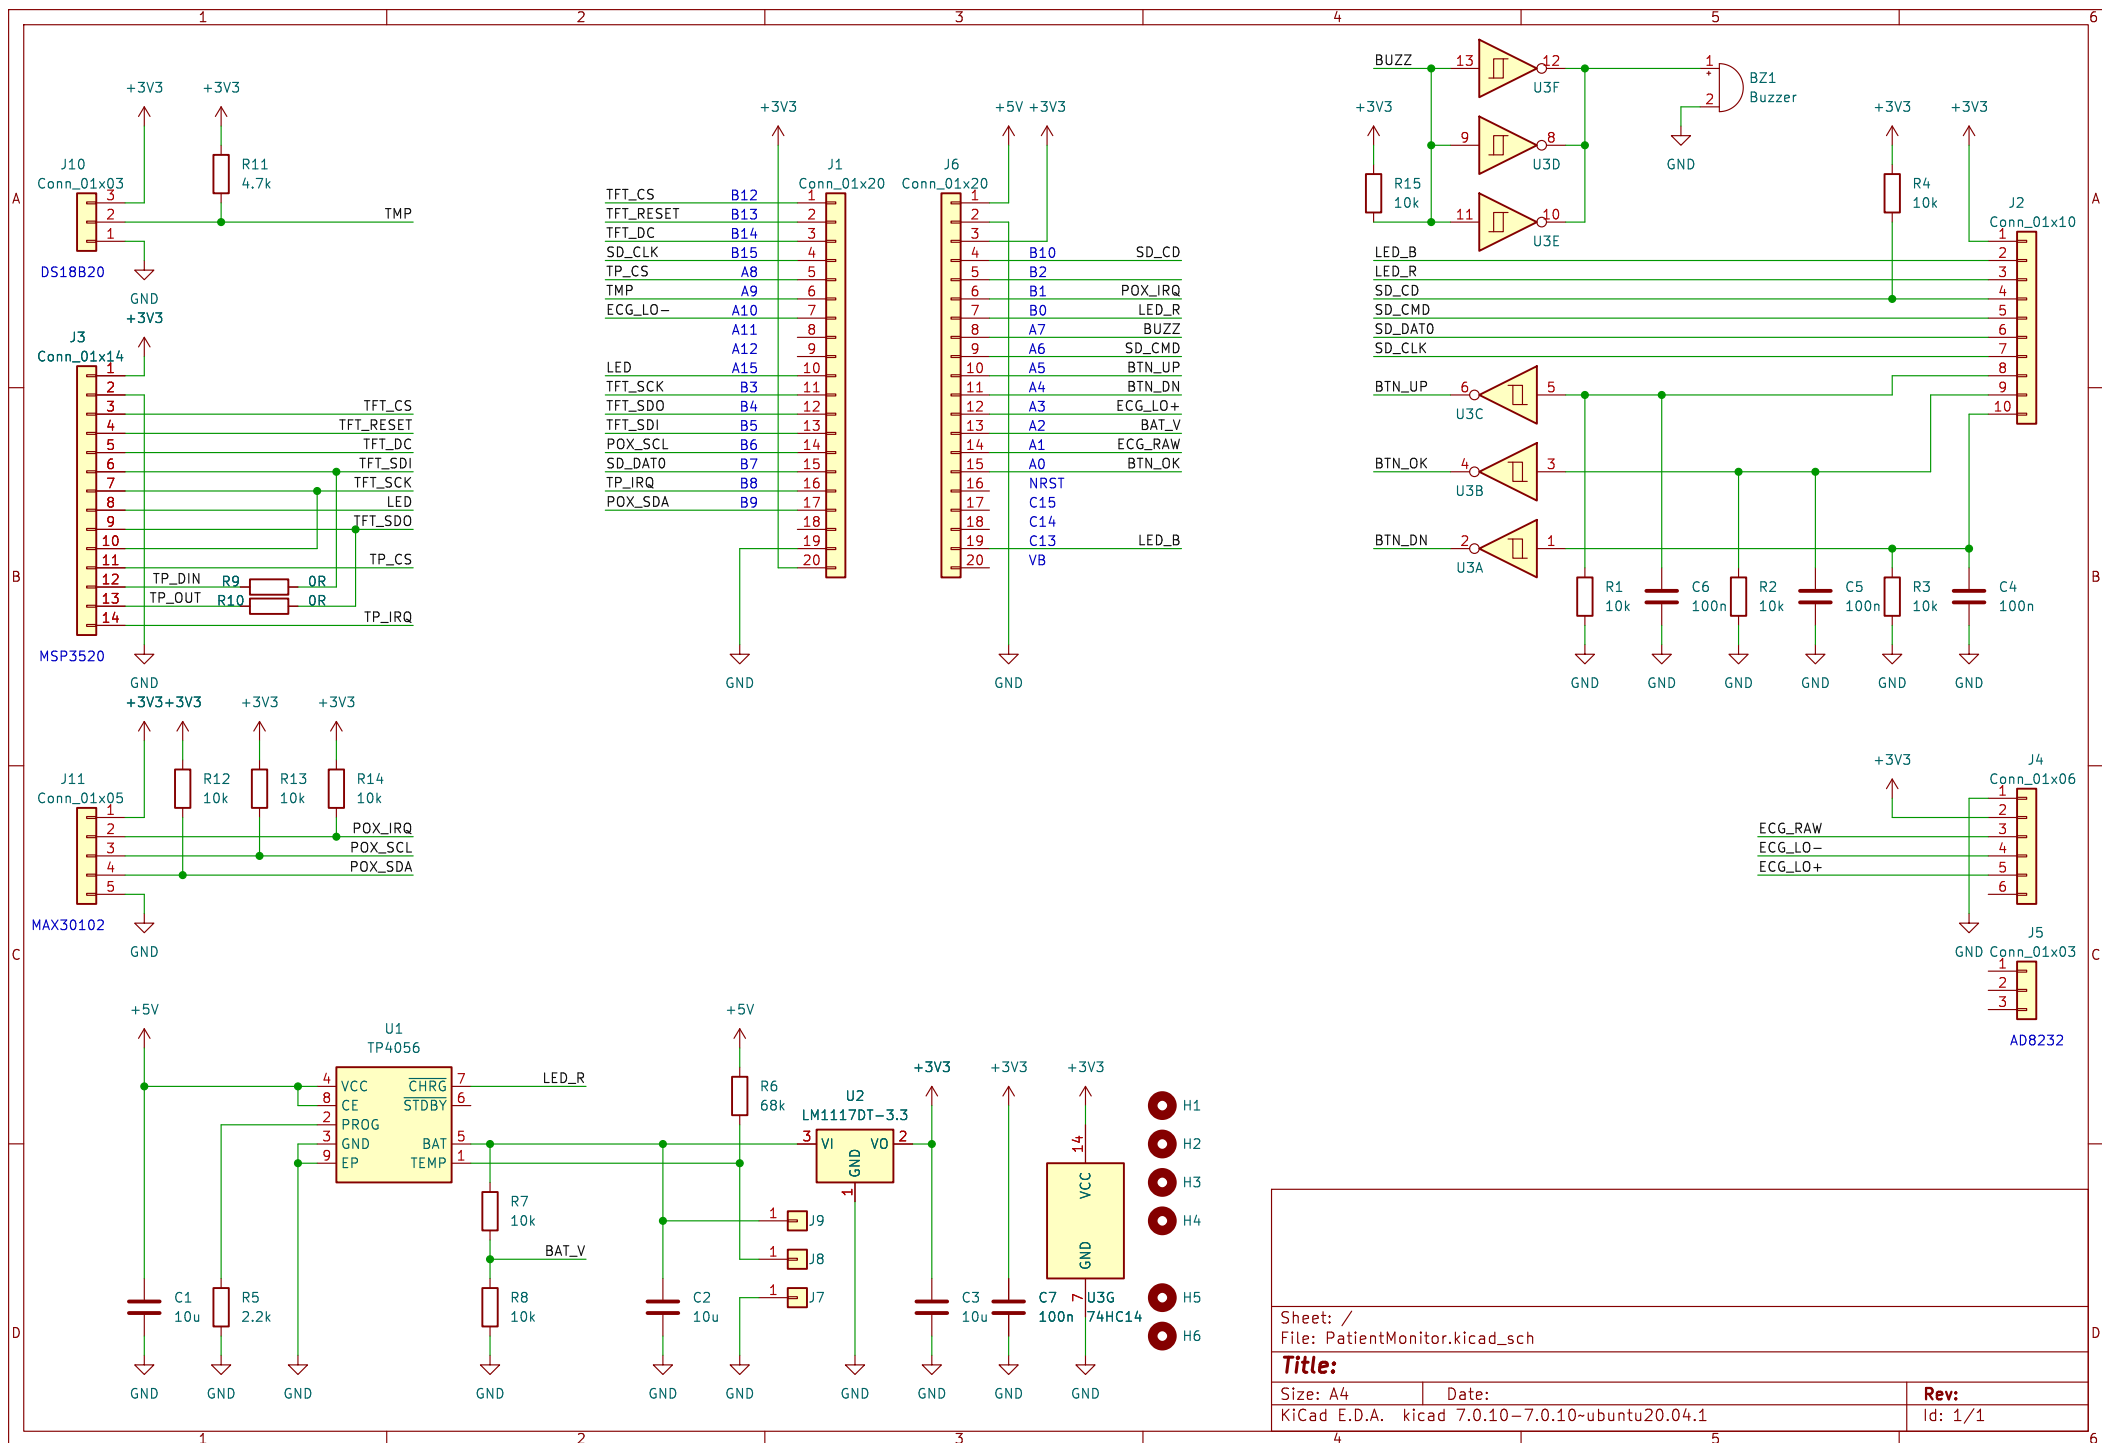 1 2 3 4 5 6
A
B
C
D
+3V3
+3V3
J10
Conn_01x03
3
2
1
R11
4.7k
TMP
DS18B20
GND
+3V3
J3
Conn_01x14
1
2
3 TFT_CS
4 TFT_RESET
5 TFT_DC
6 TFT_SDI
7 TFT_SCK
8 LED
9 TFT_SDO
10
11 TP_CS
12 TP_DIN R9 0R
13 TP_OUT R10 0R
14 TP_IRQ
MSP3520
GND
+3V3
+3V3
+3V3
+3V3
J11
Conn_01x05
R12
10k
R13
10k
R14
10k
1
2 POX_IRQ
3 POX_SCL
4 POX_SDA
5
MAX30102
GND
+3V3
J1
Conn_01x20
TFT_CS B12 1
TFT_RESET B13 2
TFT_DC B14 3
SD_CLK B15 4
TP_CS A8 5
TMP A9 6
ECG_LO- A10 7
A11 8
A12 9
LED A15 10
TFT_SCK B3 11
TFT_SDO B4 12
TFT_SDI B5 13
POX_SCL B6 14
SD_DAT0 B7 15
TP_IRQ B8 16
POX_SDA B9 17
18
19
20
GND
+5V +3V3
J6
Conn_01x20
1
2
3
4 B10 SD_CD
5 B2
6 B1 POX_IRQ
7 B0 LED_R
8 A7 BUZZ
9 A6 SD_CMD
10 A5 BTN_UP
11 A4 BTN_DN
12 A3 ECG_LO+
13 A2 BAT_V
14 A1 ECG_RAW
15 A0 BTN_OK
16 NRST
17 C15
18 C14
19 C13 LED_B
20 VB
GND
BUZZ 13 12
U3F
9 8
U3D
11 10
U3E
+3V3
R15
10k
1
+
2
BZ1
Buzzer
GND
+3V3
R4
10k
+3V3
J2
Conn_01x10
1
LED_B 2
LED_R 3
SD_CD 4
SD_CMD 5
SD_DAT0 6
SD_CLK 7
8
9
10
BTN_UP 6 5
U3C
BTN_OK 4 3
U3B
BTN_DN 2 1
U3A
R1
10k
C6
100n
R2
10k
C5
100n
R3
10k
C4
100n
GND GND GND GND GND GND
+3V3
J4
Conn_01x06
1
2
ECG_RAW 3
ECG_LO- 4
ECG_LO+ 5
6
GND
J5
Conn_01x03
1
2
3
AD8232
+5V
U1
TP4056
4 VCC CHRG 7 LED_R
8 CE STDBY 6
2 PROG
3 GND BAT 5
9 EP TEMP 1
C1
10u
R5
2.2k
R7
10k
BAT_V
R8
10k
+5V
R6
68k
C2
10u
1 J9
1 J8
1 J7
U2
LM1117DT-3.3
3 VI VO 2
GND
1
+3V3
C3
10u
+3V3
C7
100n
+3V3
14
VCC
GND
7
U3G
74HC14
H1
H2
H3
H4
H5
H6
GND GND GND GND GND GND GND GND GND
Sheet: /
File: PatientMonitor.kicad_sch
Title:
Size: A4 Date: Rev:
KiCad E.D.A. kicad 7.0.10-7.0.10~ubuntu20.04.1 Id: 1/1
A
B
C
D
1 2 3 4 5 6